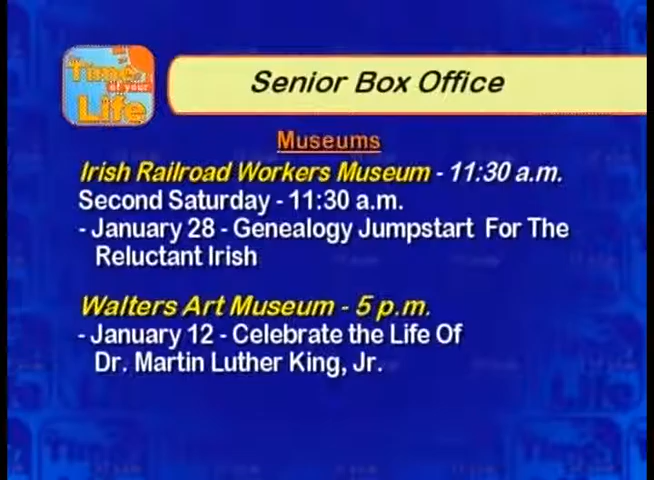 Time
of your
Life
Senior Box Office
Museums
Irish Railroad Workers Museum - 11:30 a.m.
Second Saturday - 11:30 a.m.
- January 28 - Genealogy Jumpstart For The
Reluctant Irish
Walters Art Museum - 5 p.m.
- January 12 - Celebrate the Life Of
Dr. Martin Luther King, Jr.